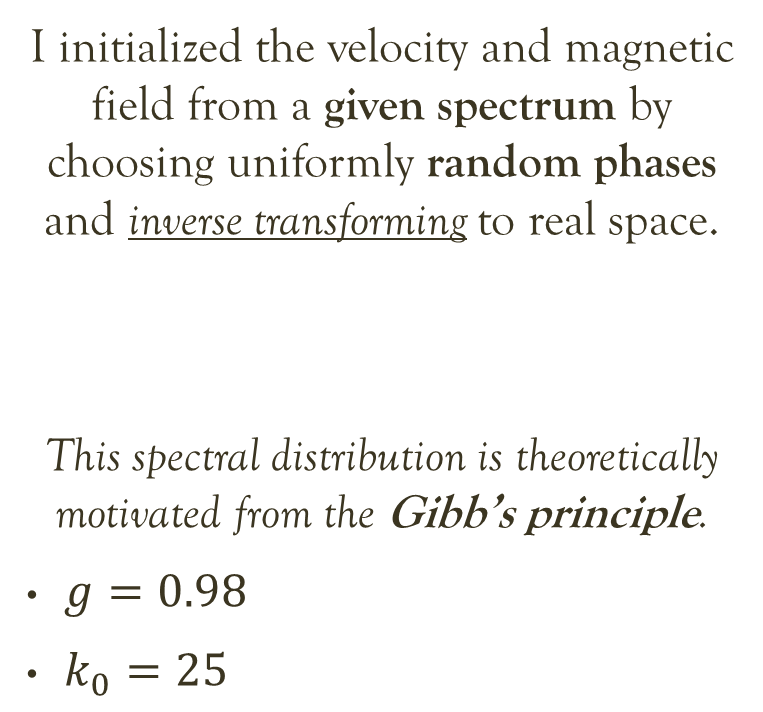 I initialized the velocity and magnetic
field from a given spectrum by
choosing uniformly random phases
and inverse transforming to real space.
This spectral distribution is theoretically
motivated from the Gibb's principle.
• g = 0.98
• k₀ = 25